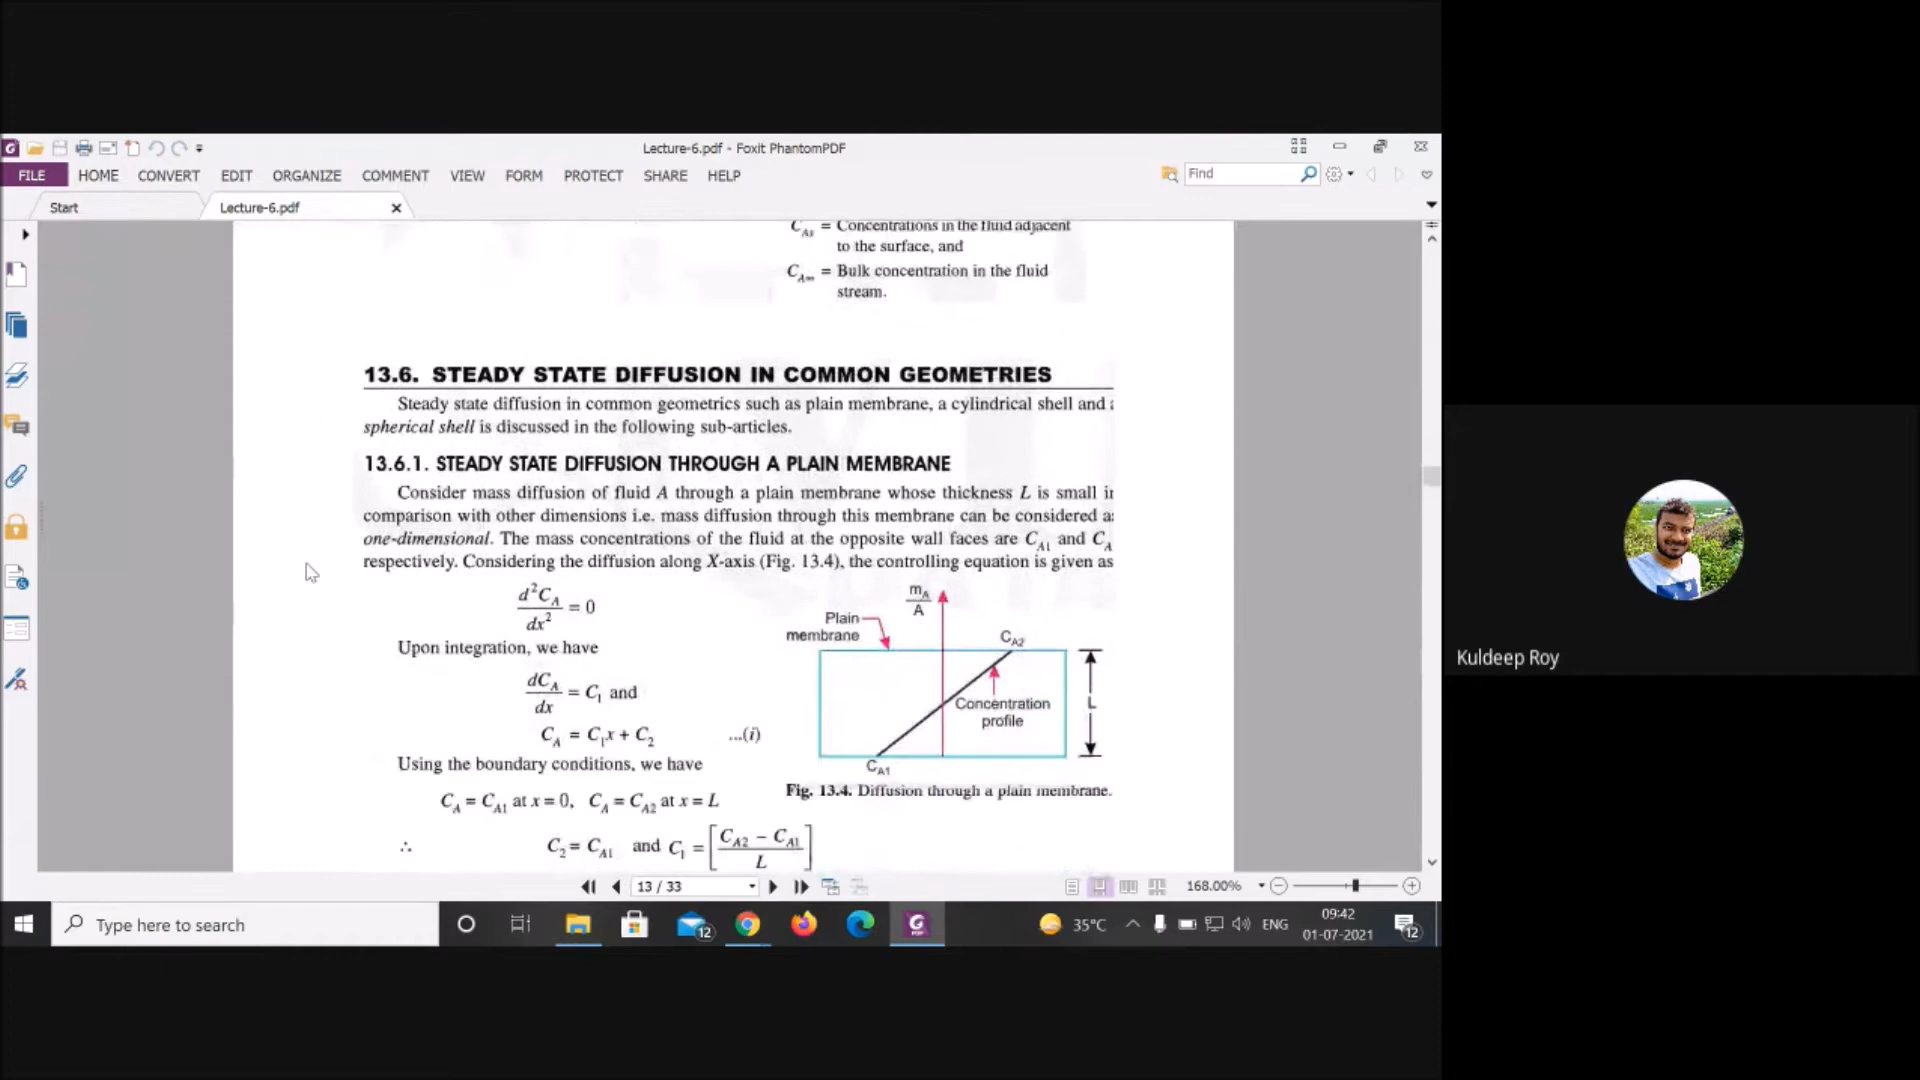 Lecture-6.pdf - Foxit PhantomPDF
FILE HOME CONVERT EDIT ORGANIZE COMMENT VIEW FORM PROTECT SHARE HELP
Find
Start
Lecture-6.pdf
C_As = Concentrations in the fluid adjacent
to the surface, and
C_A∞ = Bulk concentration in the fluid
stream.
13.6. STEADY STATE DIFFUSION IN COMMON GEOMETRIES
Steady state diffusion in common geometrics such as plain membrane, a cylindrical shell and
spherical shell is discussed in the following sub-articles.
13.6.1. STEADY STATE DIFFUSION THROUGH A PLAIN MEMBRANE
Consider mass diffusion of fluid A through a plain membrane whose thickness L is small
comparison with other dimensions i.e. mass diffusion through this membrane can be considered
one-dimensional. The mass concentrations of the fluid at the opposite wall faces are C_A1 and C_A
respectively. Considering the diffusion along X-axis (Fig. 13.4), the controlling equation is given as
d²C_A/dx² = 0
Upon integration, we have
dC_A/dx = C_1 and
C_A = C_1x + C_2 ...(i)
Using the boundary conditions, we have
C_A = C_A1 at x = 0, C_A = C_A2 at x = L
∴ C_2 = C_A1 and C_1 = [C_A2 − C_A1 / L]
m_A/A
Plain
membrane
C_A2
Concentration
profile
L
C_A1
Fig. 13.4. Diffusion through a plain membrane.
13 / 33
168.00%
Kuldeep Roy
Type here to search
12
35°C
ENG
09:42
01-07-2021
12